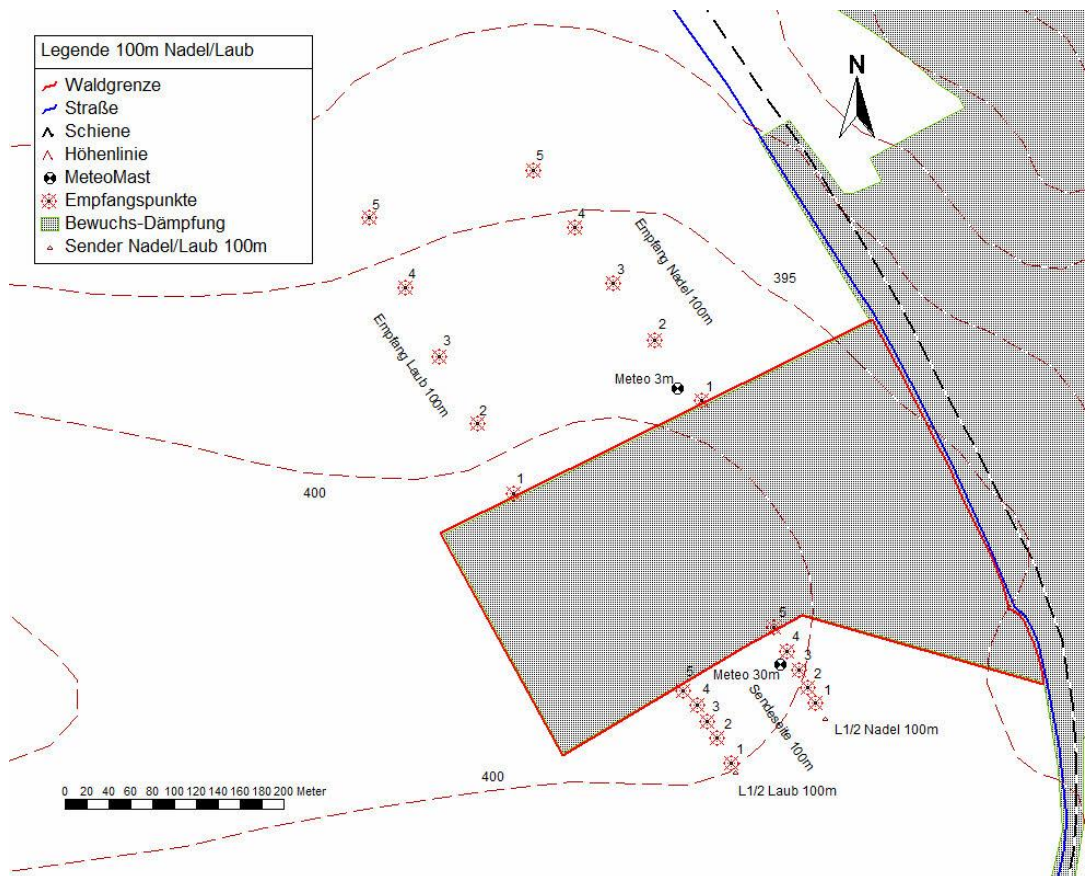 Legende 100m Nadel/Laub
Waldgrenze
Straße
Schiene
Höhenlinie
MeteoMast
Empfangspunkte
Bewuchs-Dämpfung
Sender Nadel/Laub 100m
N
5
5
4
Empfang Nadel 100m
4
3
395
Empfang Laub 100m
3
2
Meteo 3m
1
2
1
400
5
4
3
Meteo 30m
2
5
4
1
3
Sendeseite 100m
2
L1/2 Nadel 100m
1
400
L1/2 Laub 100m
0 20 40 60 80 100 120 140 160 180 200 Meter